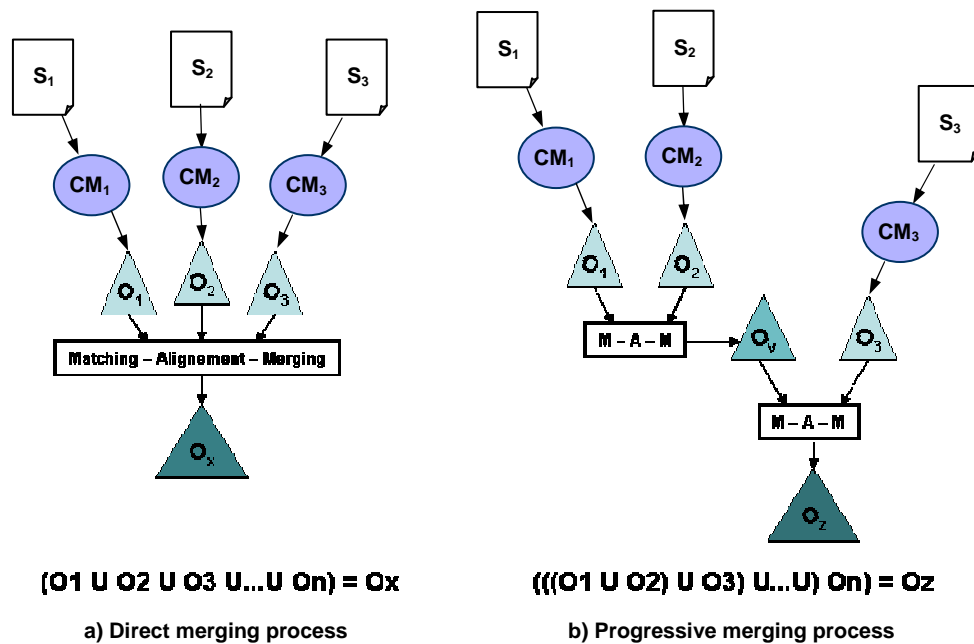 S1
S2
S3
CM1
CM2
CM3
O1
O2
O3
Matching – Alignement – Merging
Ox
(O1 U O2 U O3 U...U On) = Ox
a) Direct merging process
S1
S2
S3
CM1
CM2
CM3
O1
O2
M – A – M
Oy
O3
M – A – M
Oz
(((O1 U O2) U O3) U...U) On) = Oz
b) Progressive merging process